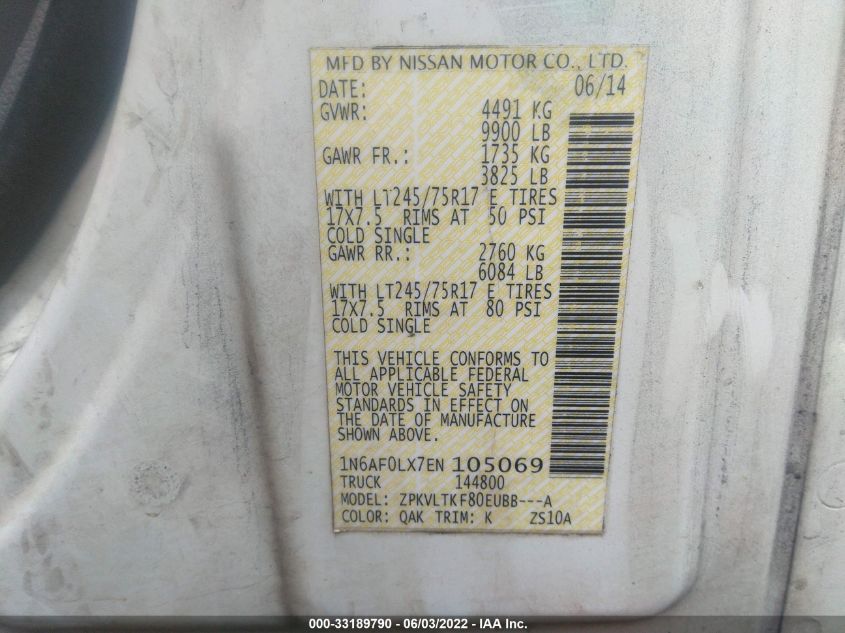 MFD BY NISSAN MOTOR CO., LTD.
DATE: 06/14
GVWR: 4491 KG
9900 LB
GAWR FR.: 1735 KG
3825 LB
WITH LT245/75R17 E TIRES
17X7.5 RIMS AT 50 PSI
COLD SINGLE
GAWR RR.: 2760 KG
6084 LB
WITH LT245/75R17 E TIRES
17X7.5 RIMS AT 80 PSI
COLD SINGLE
THIS VEHICLE CONFORMS TO
ALL APPLICABLE FEDERAL
MOTOR VEHICLE SAFETY
STANDARDS IN EFFECT ON
THE DATE OF MANUFACTURE
SHOWN ABOVE.
1N6AF0LX7EN 105069
TRUCK 144800
MODEL: ZPKVLTKF80EUBB---A
COLOR: QAK TRIM: K ZS10A
000-33189790 - 06/03/2022 - IAA Inc.